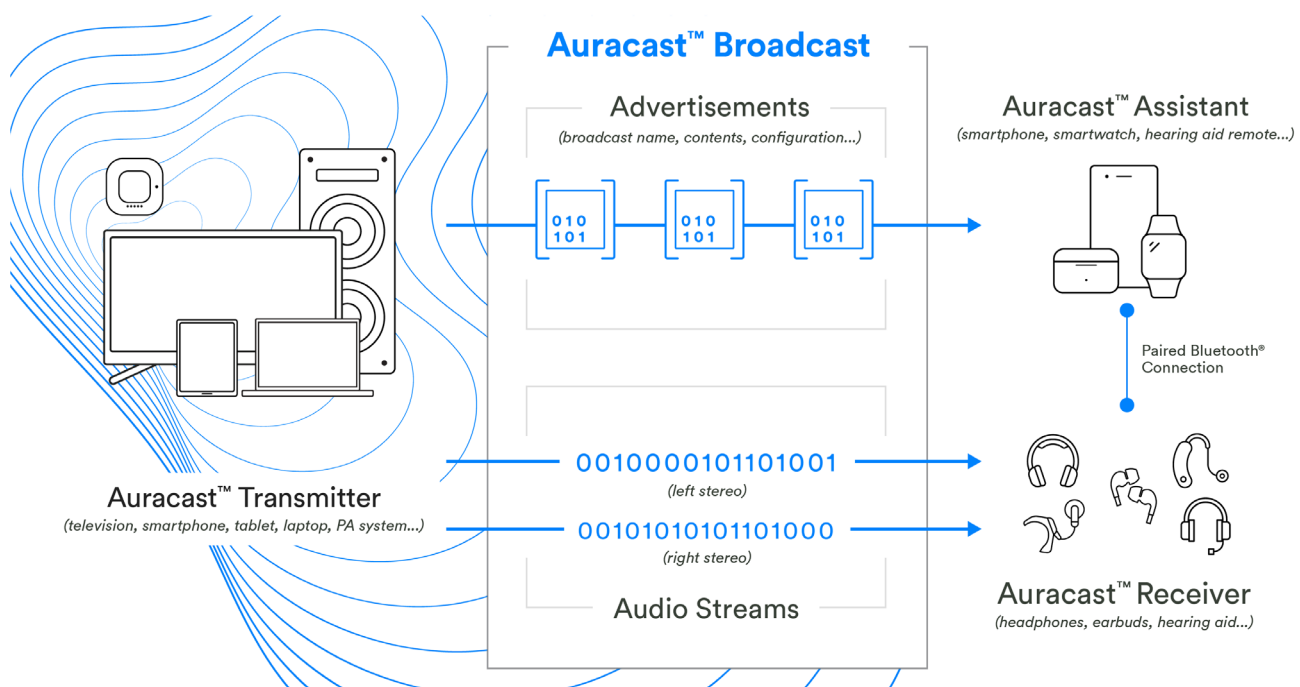 Auracast™ Broadcast
Advertisements
(broadcast name, contents, configuration...)
010
101
010
101
010
101
Auracast™ Assistant
(smartphone, smartwatch, hearing aid remote...)
Paired Bluetooth®
Connection
Auracast™ Transmitter
(television, smartphone, tablet, laptop, PA system...)
0010000101101001
(left stereo)
00101010101101000
(right stereo)
Audio Streams
Auracast™ Receiver
(headphones, earbuds, hearing aid...)